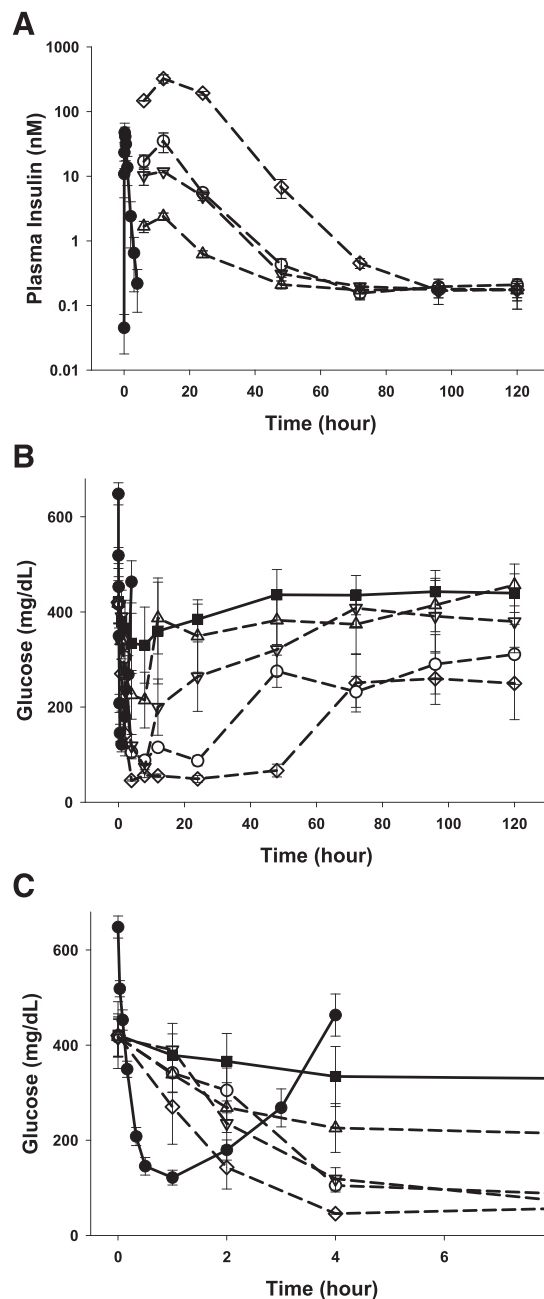 A
1000
100
10
1
0.1
0.01
Plasma Insulin (nM)
0 20 40 60 80 100 120
Time (hour)
B
600
400
200
0
Glucose (mg/dL)
0 20 40 60 80 100 120
Time (hour)
C
600
400
200
0
Glucose (mg/dL)
0 2 4 6
Time (hour)